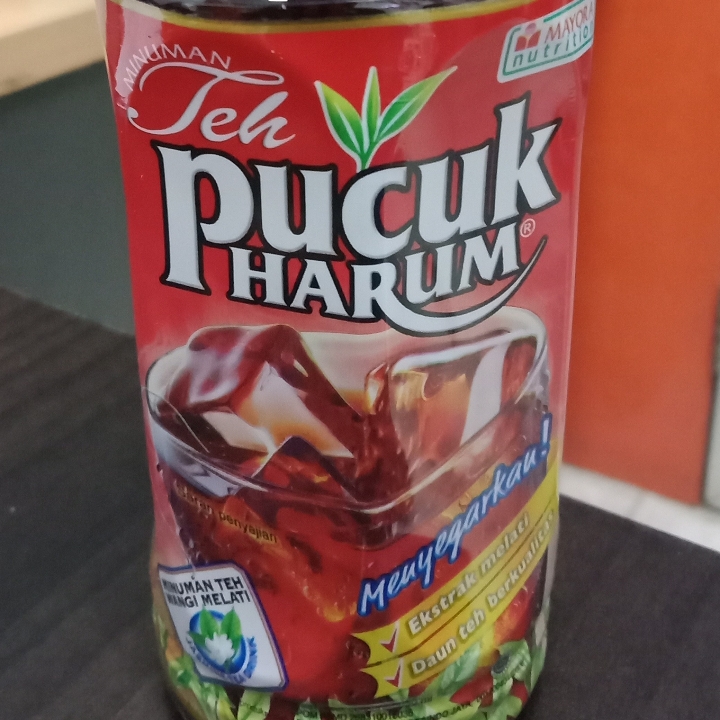 MINUMAN
Teh
pucuk
HARUM®
MAYORA
nutrition
Saran penyajian
Menyegarkan!
Ekstrak melati
Daun teh berkualitas
MINUMAN TEH
WANGI MELATI